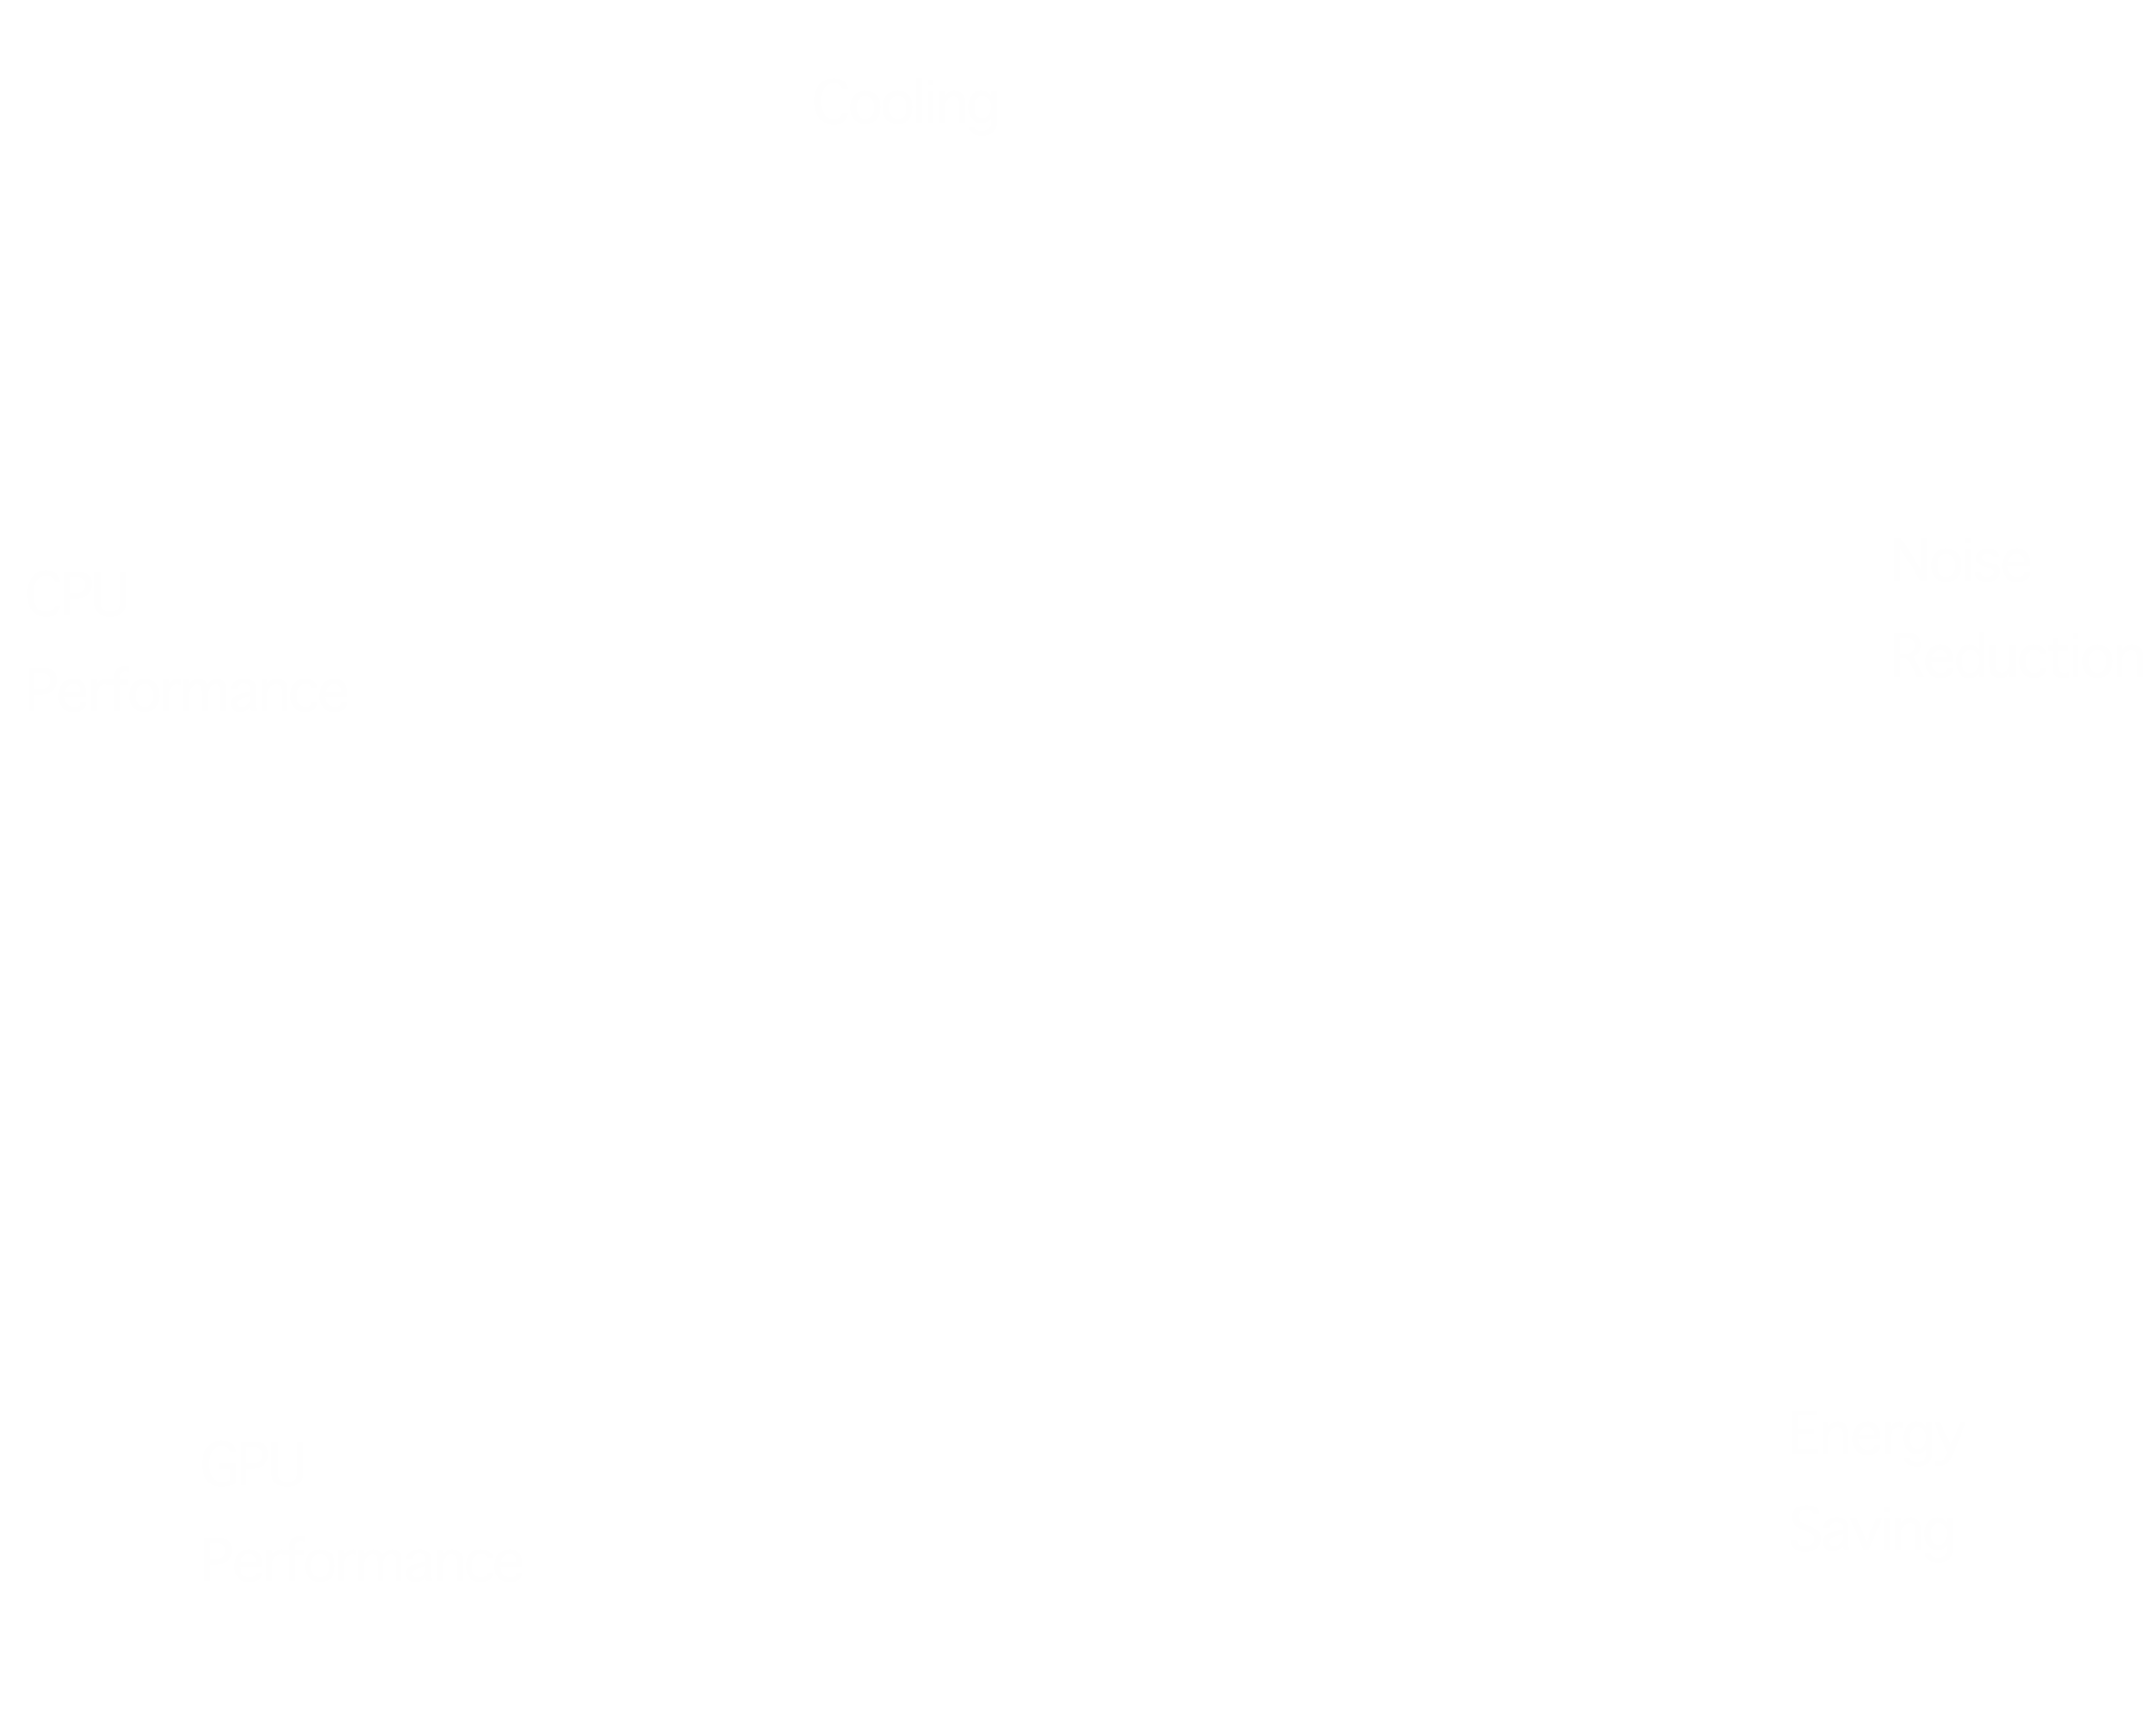 Cooling
Noise
Reduction
CPU
Performance
Energy
Saving
GPU
Performance